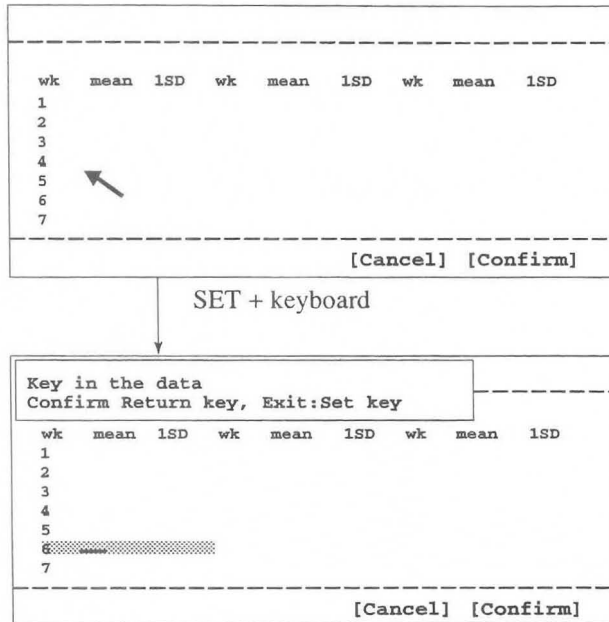 wk mean 1SD wk mean 1SD wk mean 1SD
1
2
3
4
5
6
7
[Cancel] [Confirm]
SET + keyboard
Key in the data
Confirm Return key, Exit:Set key
wk mean 1SD wk mean 1SD wk mean 1SD
1
2
3
4
5
6
7
[Cancel] [Confirm]